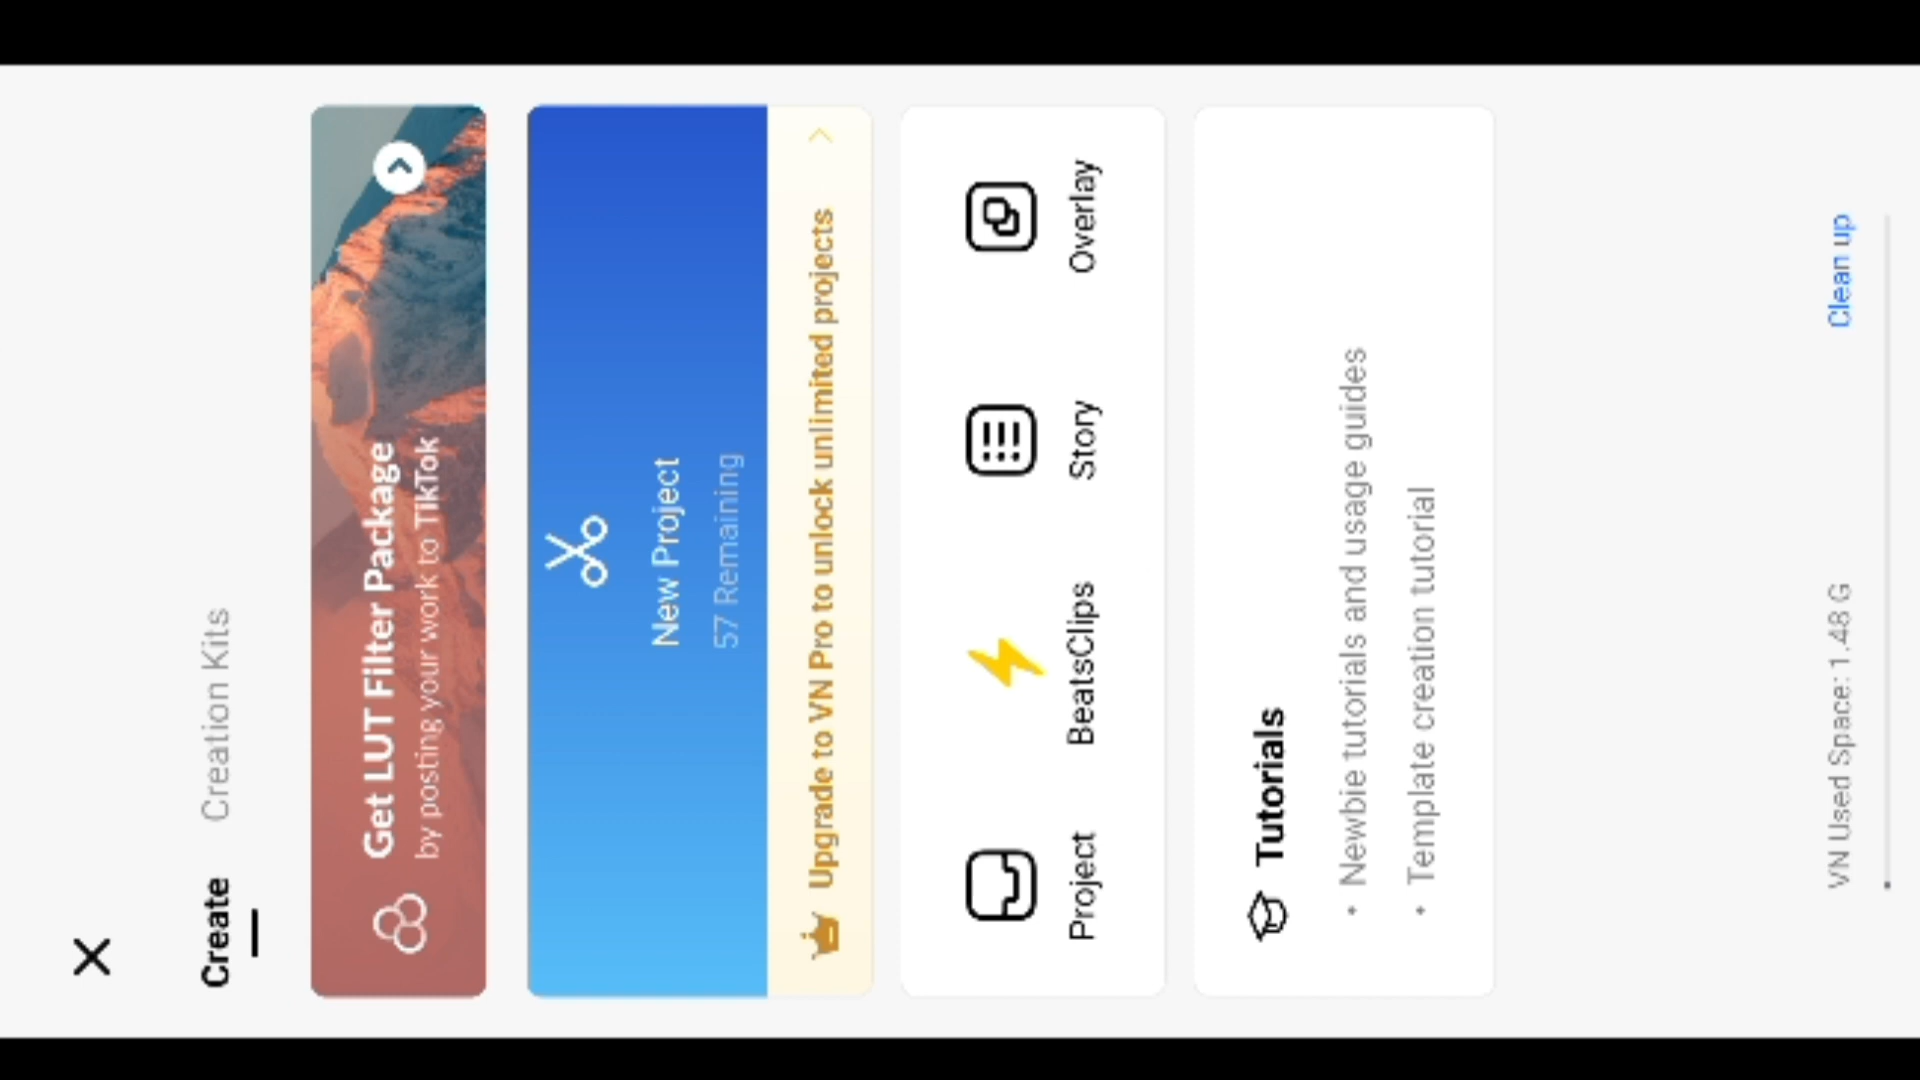 Create Creation Kits
Get LUT Filter Package
by posting your work to TikTok
New Project
57 Remaining
Upgrade to VN Pro to unlock unlimited projects
Project BeatsClips Story Overlay
Tutorials
• Newbie tutorials and usage guides
• Template creation tutorial
VN Used Space: 1.48 G Clean up